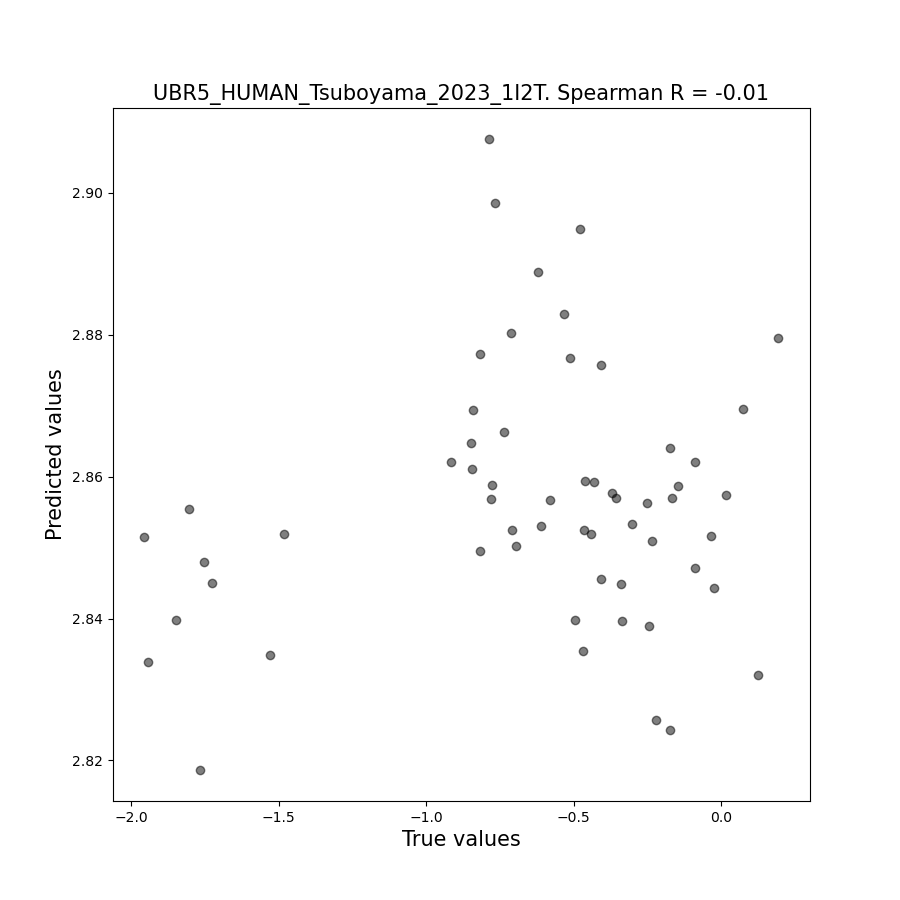 UBR5_HUMAN_Tsuboyama_2023_1I2T. Spearman R = -0.01
Predicted values
2.90
2.88
2.86
2.84
2.82
−2.0 −1.5 −1.0 −0.5 0.0
True values